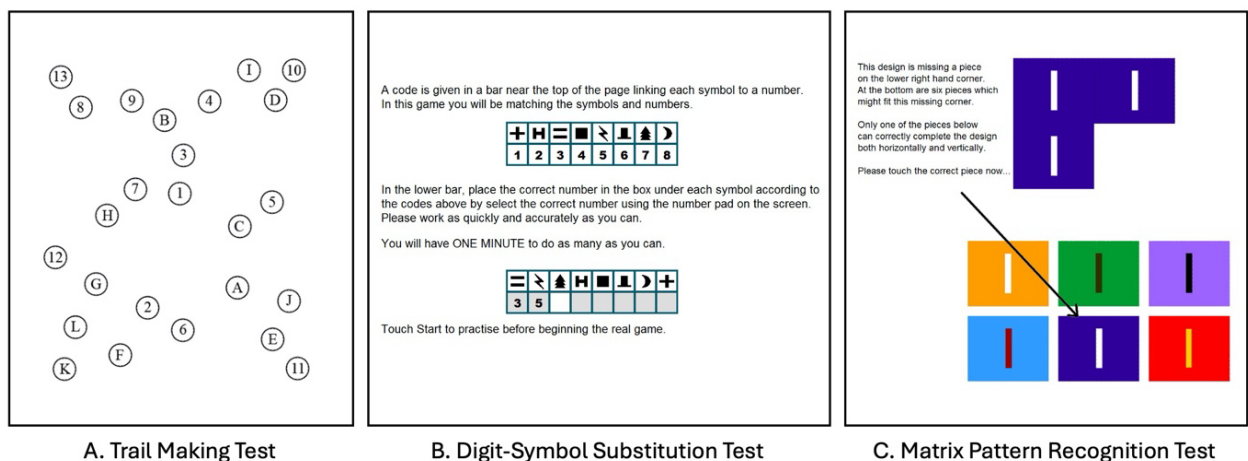 I
10
13
9
4
D
8
B
3
7
1
5
H
C
12
G
A
J
2
L
6
E
F
K
11
A. Trail Making Test
A code is given in a bar near the top of the page linking each symbol to a number.
In this game you will be matching the symbols and numbers.
1 2 3 4 5 6 7 8
In the lower bar, place the correct number in the box under each symbol according to
the codes above by select the correct number using the number pad on the screen.
Please work as quickly and accurately as you can.
You will have ONE MINUTE to do as many as you can.
3 5
Touch Start to practise before beginning the real game.
B. Digit-Symbol Substitution Test
This design is missing a piece
on the lower right hand corner.
At the bottom are six pieces which
might fit this missing corner.
Only one of the pieces below
can correctly complete the design
both horizontally and vertically.
Please touch the correct piece now...
C. Matrix Pattern Recognition Test